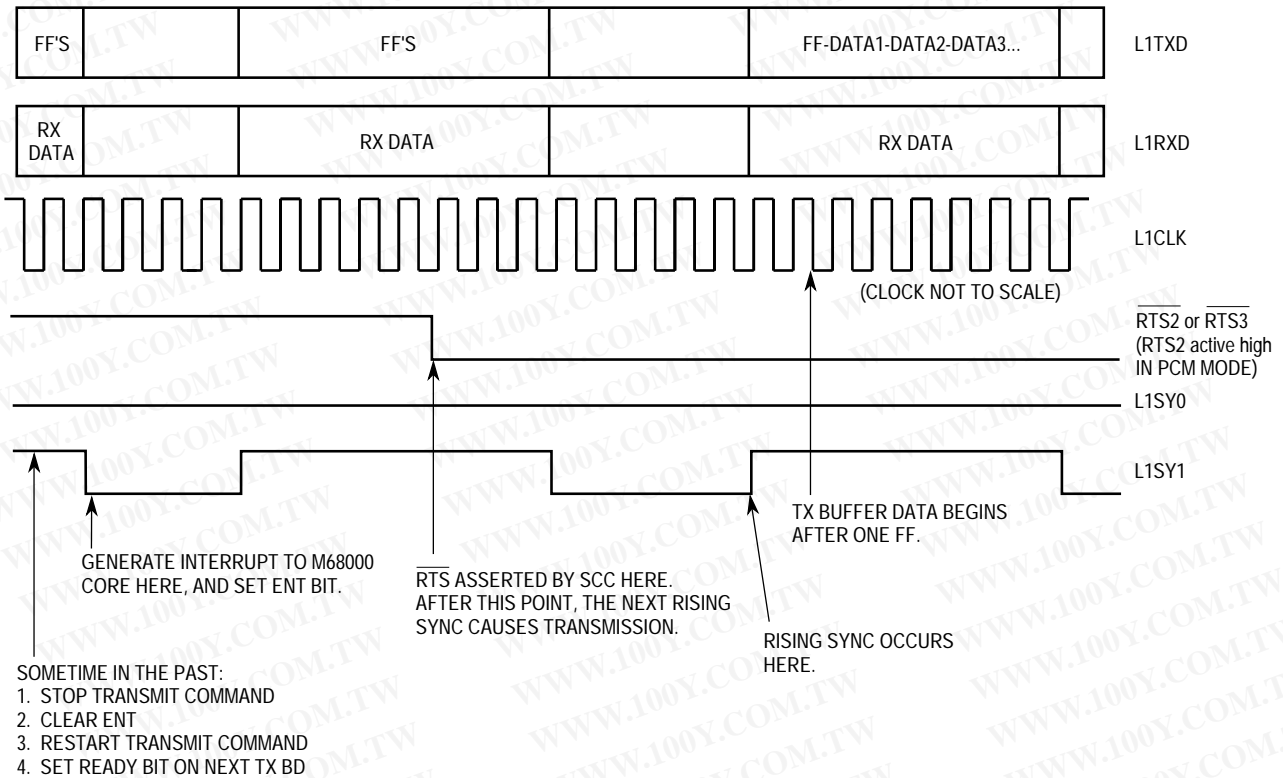 FF'S
FF'S
FF-DATA1-DATA2-DATA3...
L1TXD
RX
DATA
RX DATA
RX DATA
L1RXD
L1CLK
(CLOCK NOT TO SCALE)
RTS2 or RTS3
(RTS2 active high
IN PCM MODE)
L1SY0
L1SY1
TX BUFFER DATA BEGINS
AFTER ONE FF.
GENERATE INTERRUPT TO M68000
CORE HERE, AND SET ENT BIT.
RTS ASSERTED BY SCC HERE.
AFTER THIS POINT, THE NEXT RISING
SYNC CAUSES TRANSMISSION.
RISING SYNC OCCURS
HERE.
SOMETIME IN THE PAST:
1. STOP TRANSMIT COMMAND
2. CLEAR ENT
3. RESTART TRANSMIT COMMAND
4. SET READY BIT ON NEXT TX BD
WWW.100Y.COM.TW